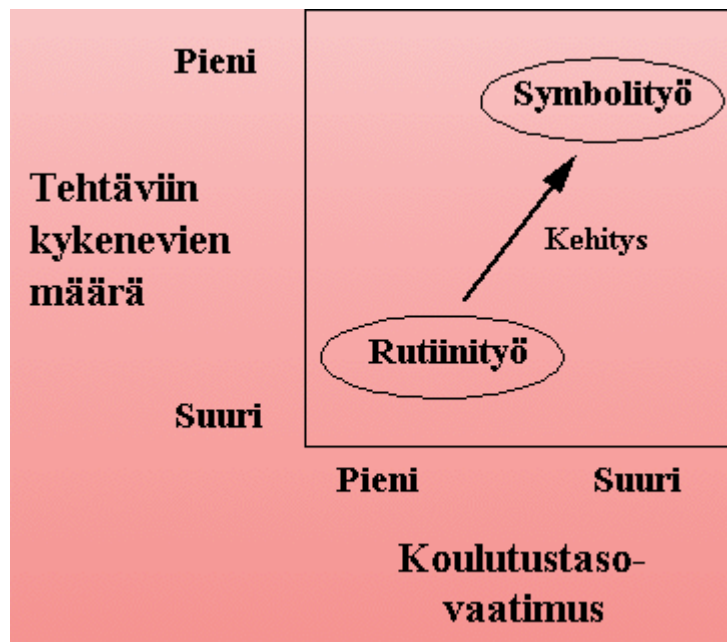 Pieni
Symbolityö
Tehtäviin
kykenevien
määrä
Kehitys
Rutiinityö
Suuri
Pieni
Suuri
Koulutustaso-
vaatimus